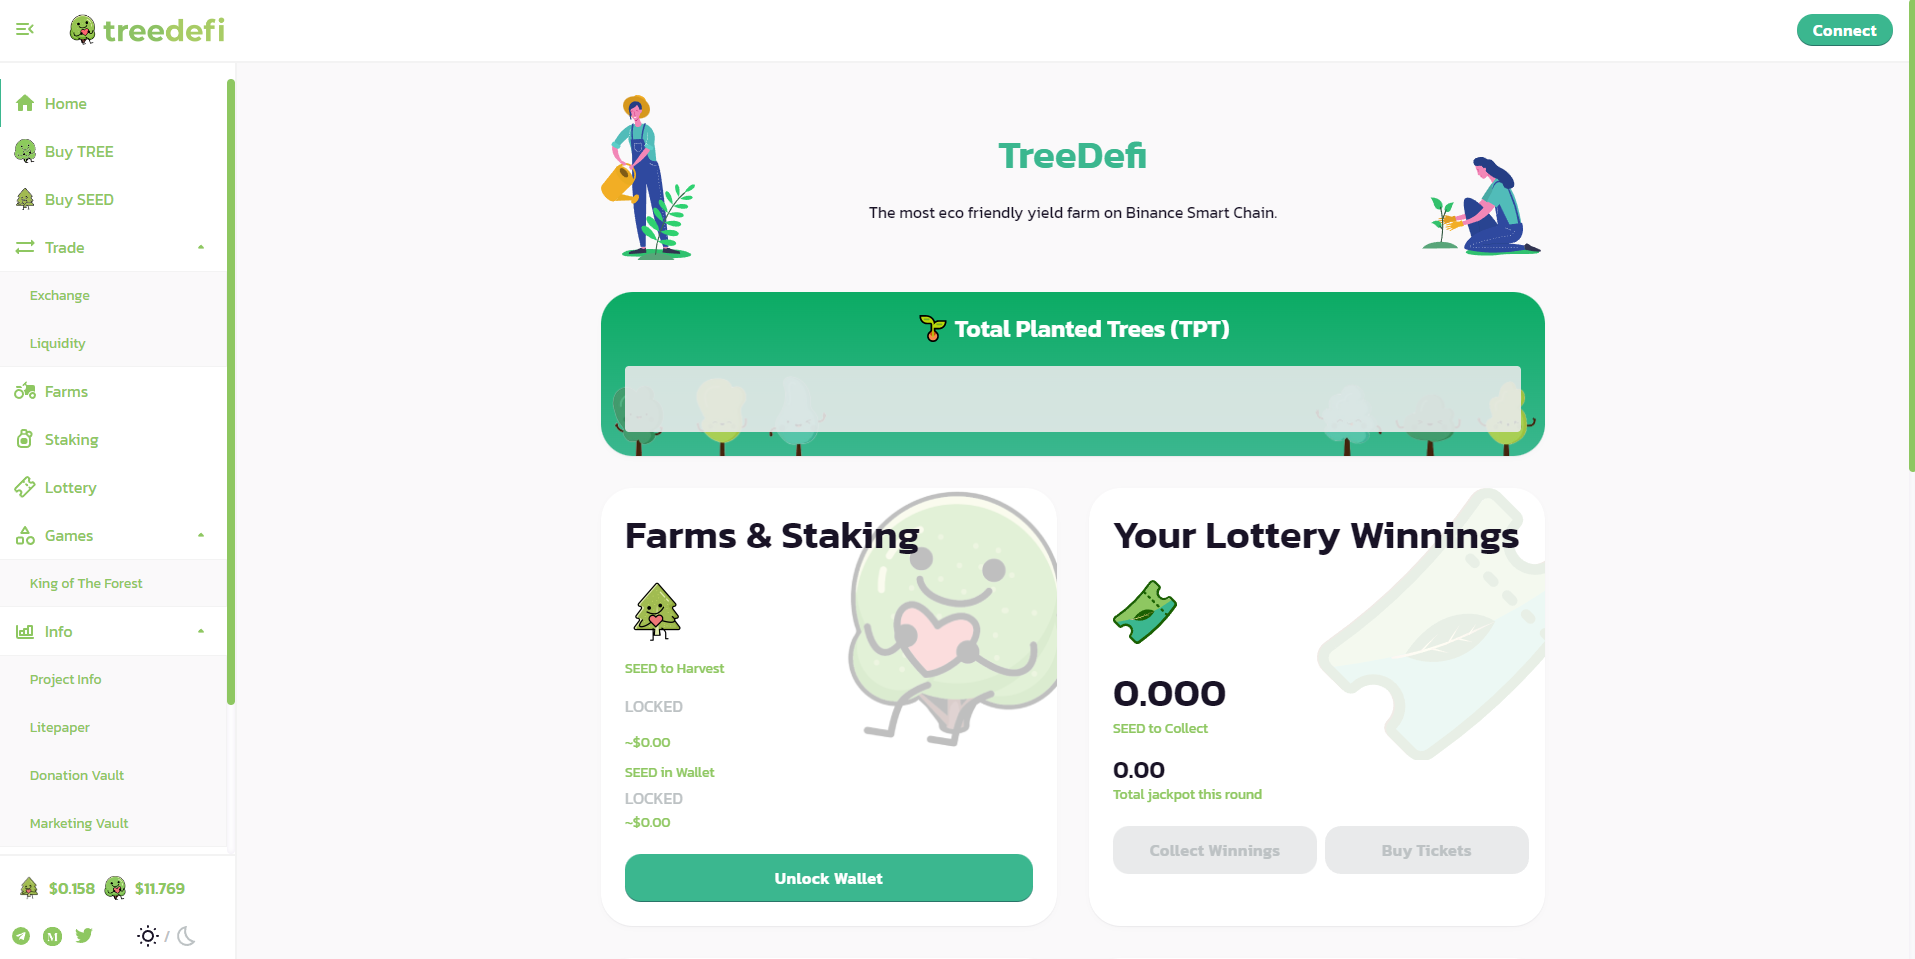 treedefi
Connect
Home
Buy TREE
Buy SEED
Trade
Exchange
Liquidity
Farms
Staking
Lottery
Games
King of The Forest
Info
Project Info
Litepaper
Donation Vault
Marketing Vault
$0.158
$11.769
M
/
TreeDefi
The most eco friendly yield farm on Binance Smart Chain.
Total Planted Trees (TPT)
Farms & Staking
SEED to Harvest
LOCKED
~$0.00
SEED in Wallet
LOCKED
~$0.00
Unlock Wallet
Your Lottery Winnings
0.000
SEED to Collect
0.00
Total jackpot this round
Collect Winnings
Buy Tickets